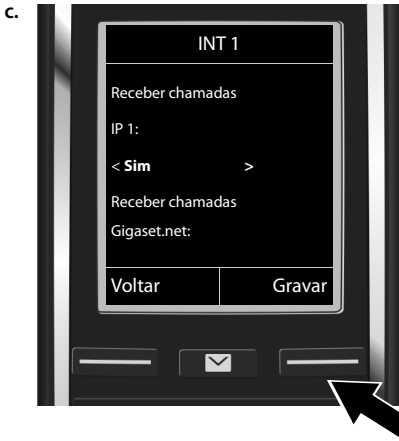 c.
INT 1
Receber chamadas
IP 1:
< Sim >
Receber chamadas
Gigaset.net:
Voltar Gravar